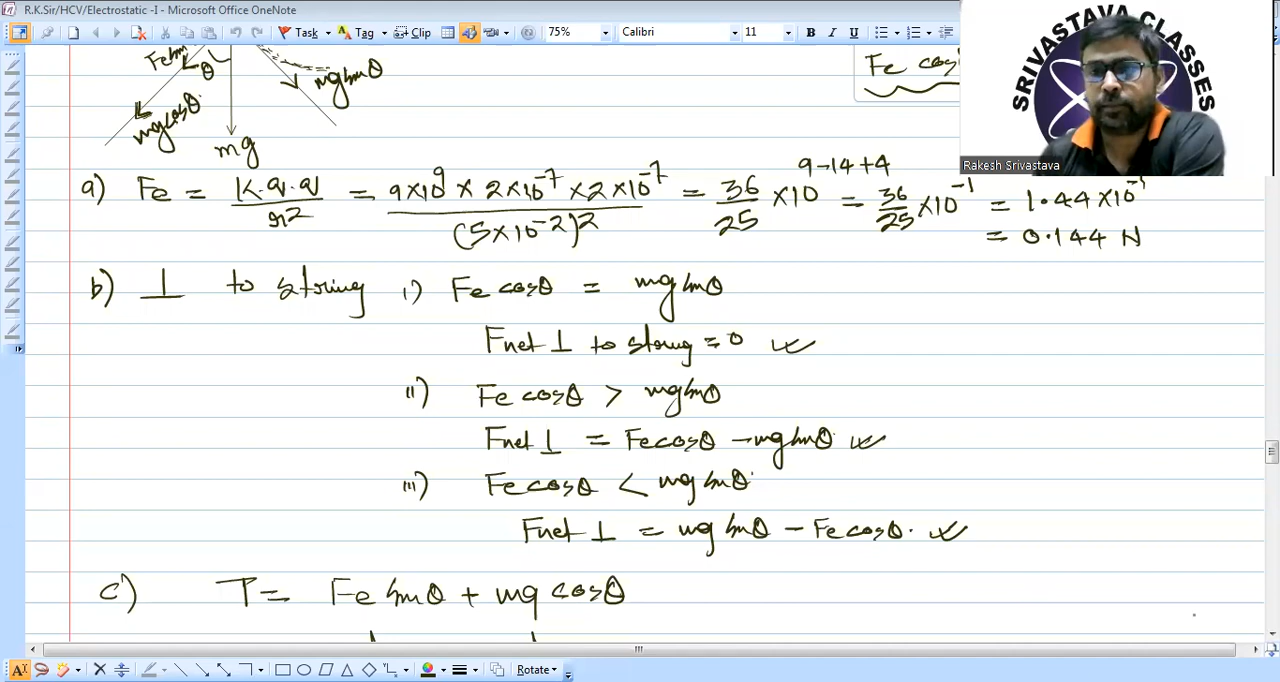 R.K.Sir/HCV/Electrostatic -I - Microsoft Office OneNote
Task Tag Clip 75% Calibri 11 B I U
SRIVASTAVA CLASSES
Rakesh Srivastava
Fe sinθ
θ
mg cosθ
mg
mg sinθ
Fe cos
a) Fe = K.q.q / r² = 9×10⁹ × 2×10⁻⁷ × 2×10⁻⁷ / (5×10⁻²)² = 36/25 ×10⁹⁻¹⁴⁺⁴ = 36/25 ×10⁻¹ = 1.44×10⁻¹
= 0.144 N
b) ⊥ to string i) Fe cosθ = mg sinθ
Fnet ⊥ to string = 0
ii) Fe cosθ > mg sinθ
Fnet ⊥ = Fe cosθ - mg sinθ
iii) Fe cosθ < mg sinθ
Fnet ⊥ = mg sinθ - Fe cosθ.
c) T = Fe sinθ + mg cosθ
Rotate